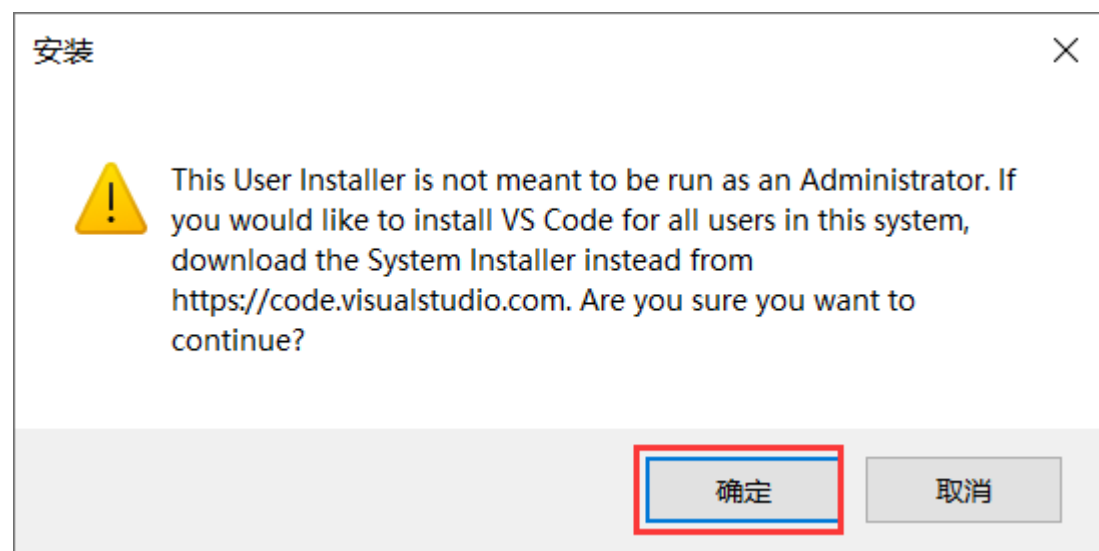 安装
This User Installer is not meant to be run as an Administrator. If
you would like to install VS Code for all users in this system,
download the System Installer instead from
https://code.visualstudio.com. Are you sure you want to
continue?
确定
取消